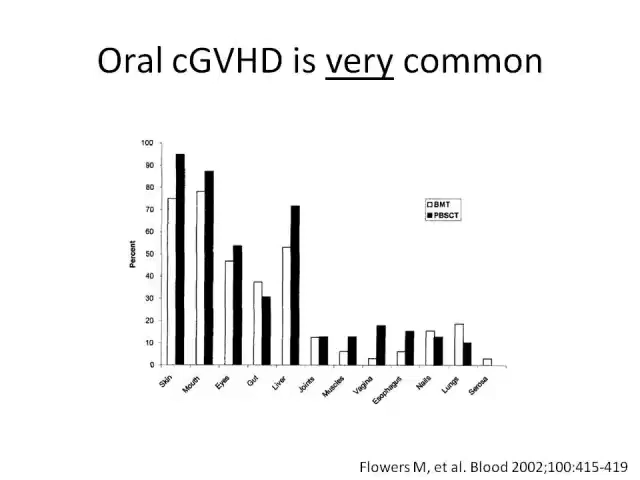 Oral cGVHD is very common
100
90
80
70
60
50
40
30
20
10
0
Percent
BMT
PBSCT
Skin
Mouth
Eyes
Gut
Liver
Joints
Muscles
Vagina
Esophagus
Nails
Lungs
Serosa
Flowers M, et al. Blood 2002;100:415-419